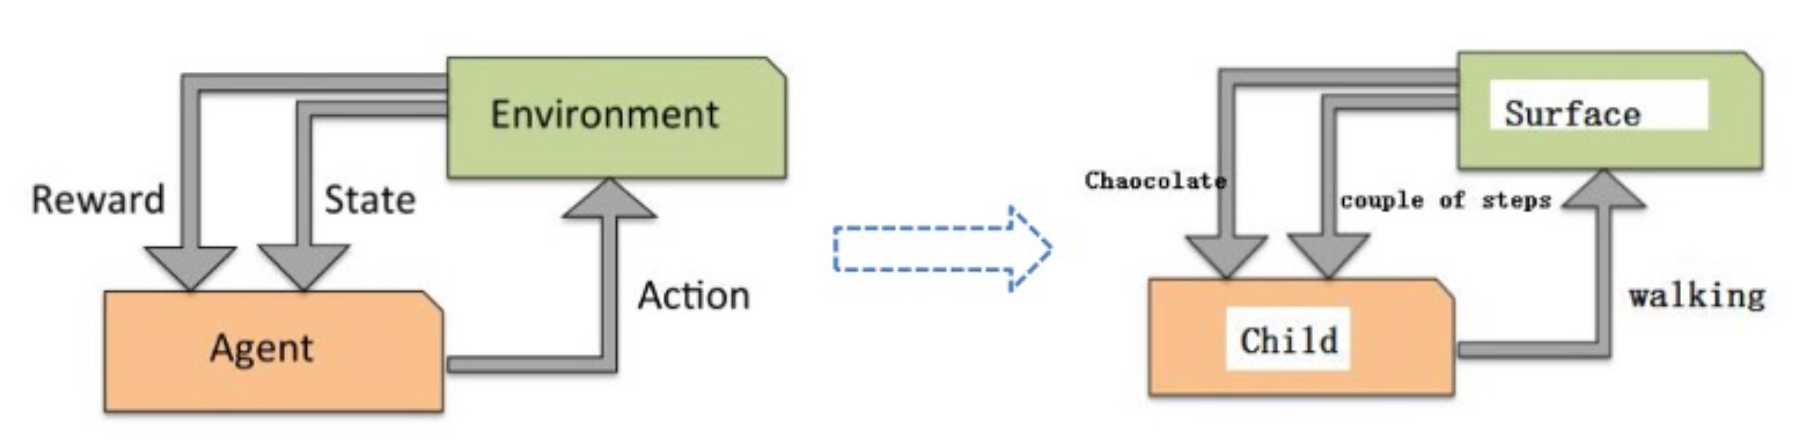 Environment
Reward
State
Action
Agent
Surface
Chaocolate
couple of steps
walking
Child